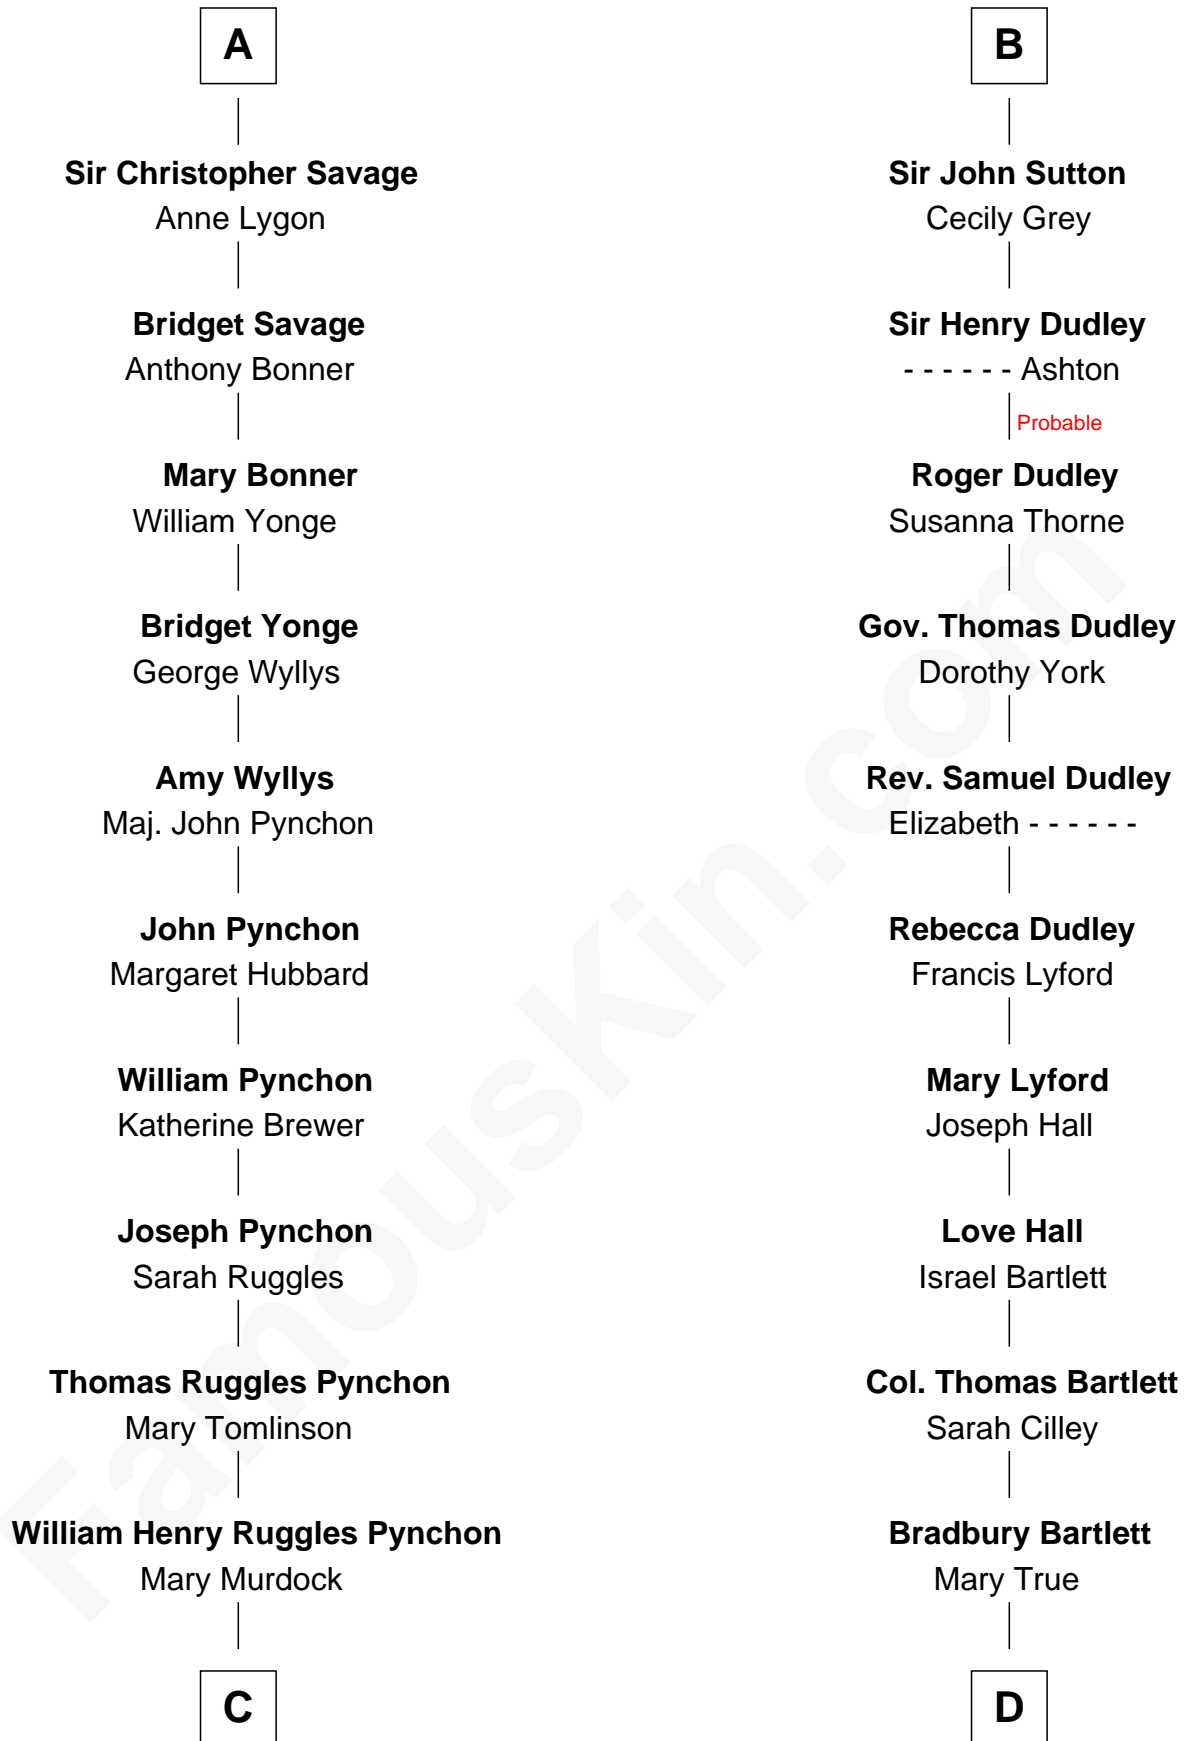 A
Sir Christopher Savage
Anne Lygon
Bridget Savage
Anthony Bonner
Mary Bonner
William Yonge
Bridget Yonge
George Wyllys
Amy Wyllys
Maj. John Pynchon
John Pynchon
Margaret Hubbard
William Pynchon
Katherine Brewer
Joseph Pynchon
Sarah Ruggles
Thomas Ruggles Pynchon
Mary Tomlinson
William Henry Ruggles Pynchon
Mary Murdock
C
B
Sir John Sutton
Cecily Grey
Sir Henry Dudley
- - - - - - Ashton
Probable
Roger Dudley
Susanna Thorne
Gov. Thomas Dudley
Dorothy York
Rev. Samuel Dudley
Elizabeth - - - - - -
Rebecca Dudley
Francis Lyford
Mary Lyford
Joseph Hall
Love Hall
Israel Bartlett
Col. Thomas Bartlett
Sarah Cilley
Bradbury Bartlett
Mary True
D
FamousKin.com